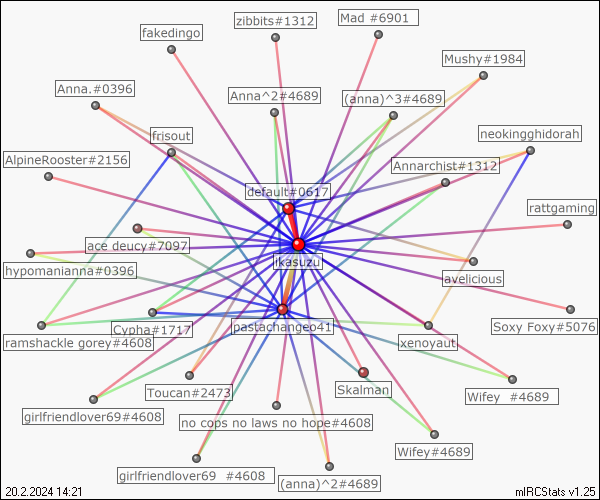 zibbits#1312
Mad #6901
fakedingo
Mushy#1984
Anna.#0396
Anna^2#4689
(anna)^3#4689
frisout
neokingghidorah
AlpineRooster#2156
Annarchist#1312
default#0617
rattgaming
ace deucy#7097
ikasuzu
hypomanianna#0396
avelicious
Cypha#1717
pastachangeo41
Soxy Foxy#5076
ramshackle gorey#4608
xenoyaut
Toucan#2473
Skalman
Wifey #4689
girlfriendlover69#4608
no cops no laws no hope#4608
Wifey#4689
girlfriendlover69 #4608
(anna)^2#4689
20.2.2024 14:21
mIRCStats v1.25